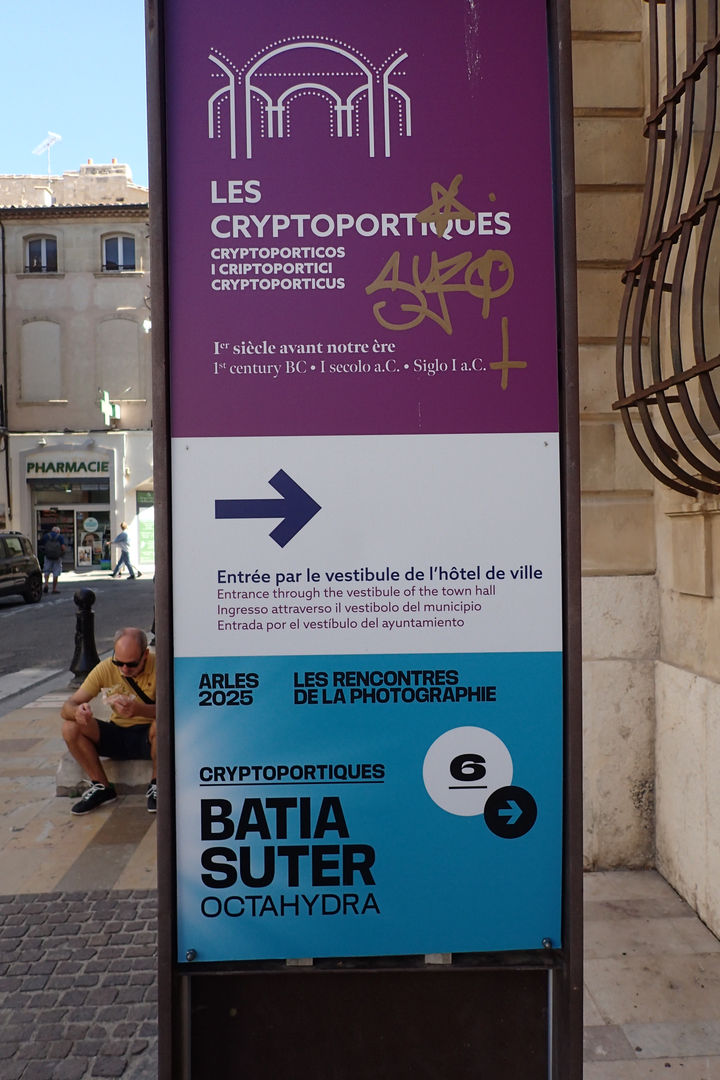 LES
CRYPTOPORTIQUES
CRYPTOPORTICOS
I CRIPTOPORTICI
CRYPTOPORTICUS
Ier siècle avant notre ère
1st century BC • I secolo a.C. • Siglo I a.C.
Entrée par le vestibule de l'hôtel de ville
Entrance through the vestibule of the town hall
Ingresso attraverso il vestibolo del municipio
Entrada por el vestíbulo del ayuntamiento
PHARMACIE
ARLES
2025
LES RENCONTRES
DE LA PHOTOGRAPHIE
6
CRYPTOPORTIQUES
BATIA
SUTER
OCTAHYDRA